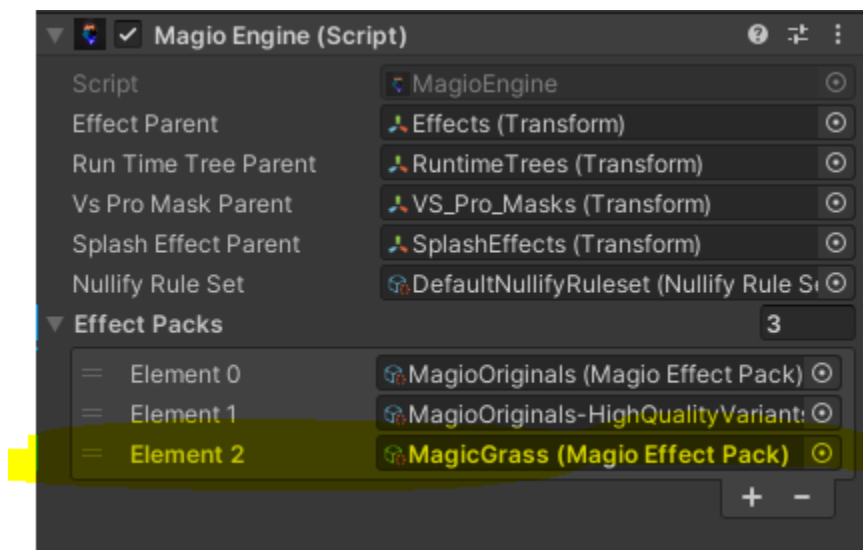 Magio Engine (Script)
Script MagioEngine
Effect Parent Effects (Transform)
Run Time Tree Parent RuntimeTrees (Transform)
Vs Pro Mask Parent VS_Pro_Masks (Transform)
Splash Effect Parent SplashEffects (Transform)
Nullify Rule Set DefaultNullifyRuleset (Nullify Rule S
Effect Packs 3
Element 0 MagioOriginals (Magio Effect Pack)
Element 1 MagioOriginals-HighQualityVariants
Element 2 MagicGrass (Magio Effect Pack)